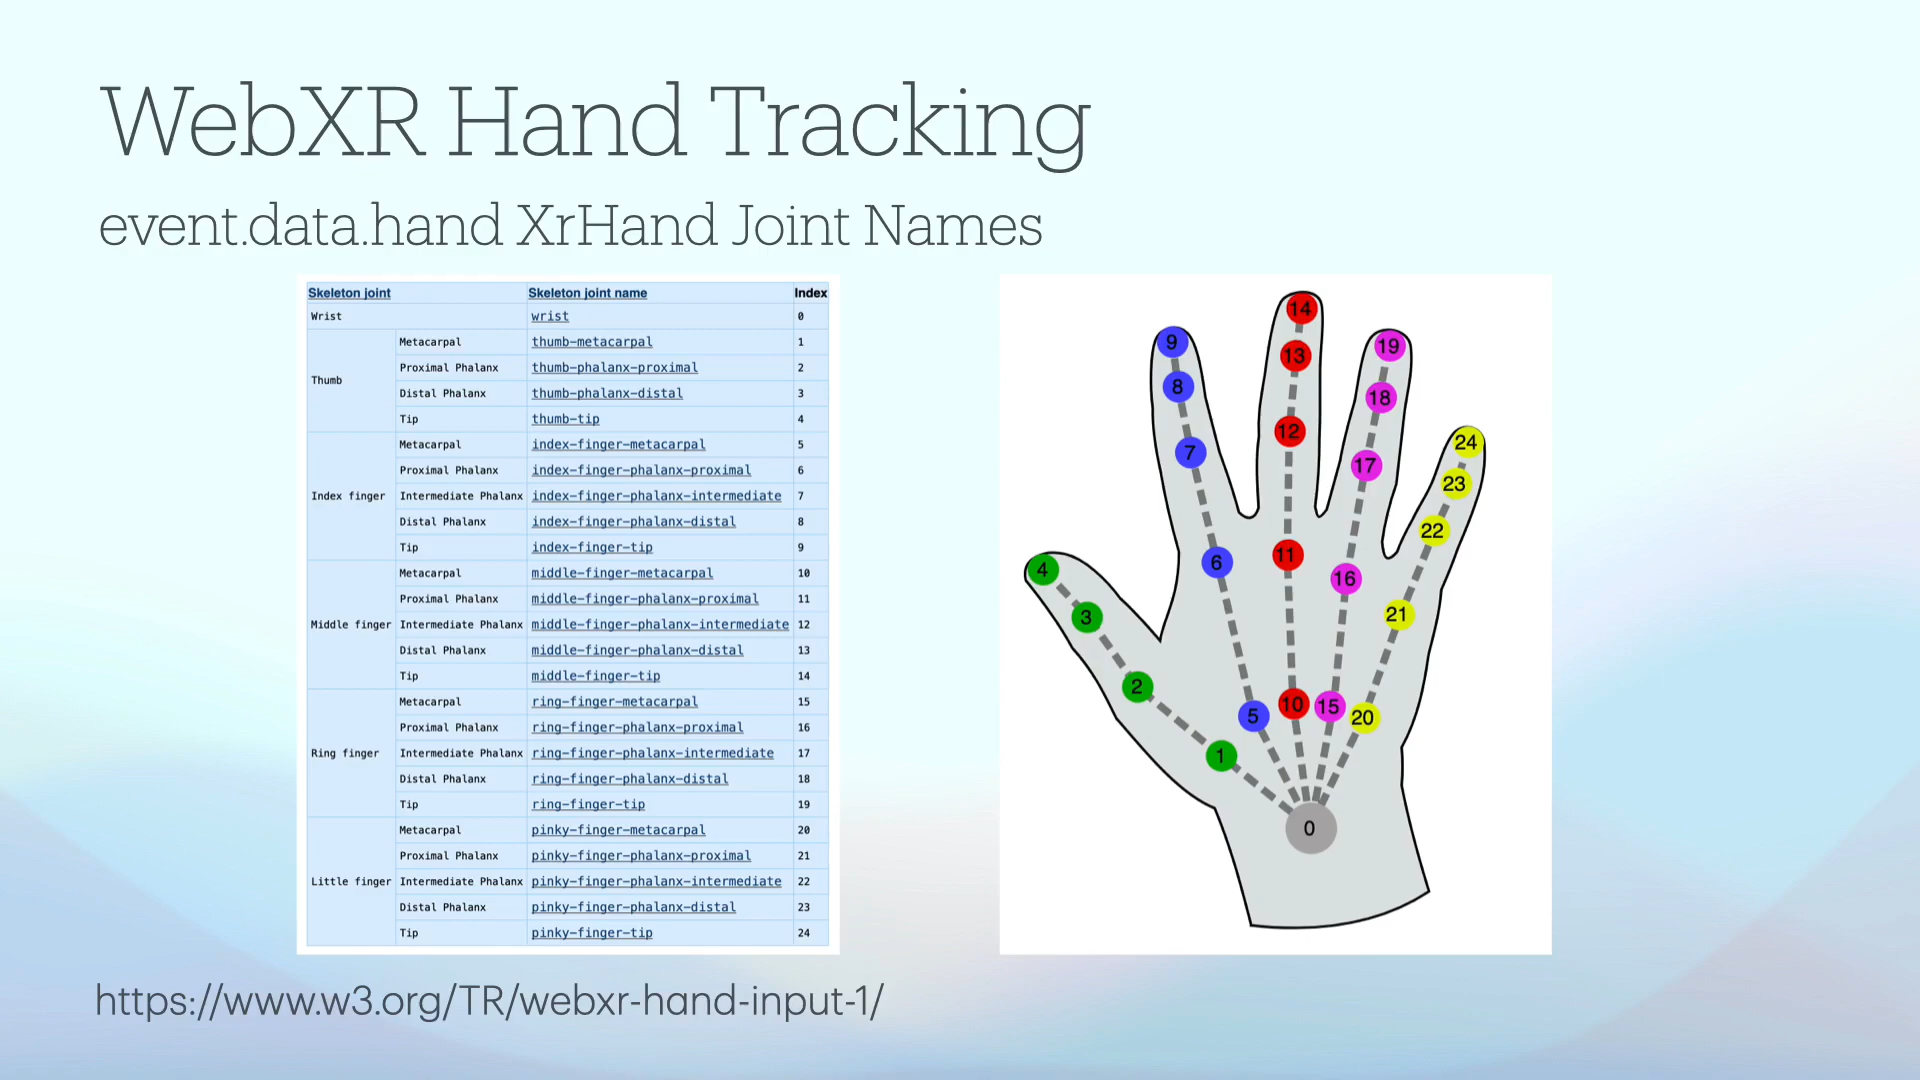 WebXR Hand Tracking
event.data.hand XrHand Joint Names
Skeleton joint Skeleton joint name Index
Wrist wrist 0
Thumb
Metacarpal thumb-metacarpal 1
Proximal Phalanx thumb-phalanx-proximal 2
Distal Phalanx thumb-phalanx-distal 3
Tip thumb-tip 4
Index finger
Metacarpal index-finger-metacarpal 5
Proximal Phalanx index-finger-phalanx-proximal 6
Intermediate Phalanx index-finger-phalanx-intermediate 7
Distal Phalanx index-finger-phalanx-distal 8
Tip index-finger-tip 9
Middle finger
Metacarpal middle-finger-metacarpal 10
Proximal Phalanx middle-finger-phalanx-proximal 11
Intermediate Phalanx middle-finger-phalanx-intermediate 12
Distal Phalanx middle-finger-phalanx-distal 13
Tip middle-finger-tip 14
Ring finger
Metacarpal ring-finger-metacarpal 15
Proximal Phalanx ring-finger-phalanx-proximal 16
Intermediate Phalanx ring-finger-phalanx-intermediate 17
Distal Phalanx ring-finger-phalanx-distal 18
Tip ring-finger-tip 19
Little finger
Metacarpal pinky-finger-metacarpal 20
Proximal Phalanx pinky-finger-phalanx-proximal 21
Intermediate Phalanx pinky-finger-phalanx-intermediate 22
Distal Phalanx pinky-finger-phalanx-distal 23
Tip pinky-finger-tip 24
14
9
19
13
8
18
12
24
7
17
23
22
11
6
4
16
21
3
2
10
15
5
20
1
0
https://www.w3.org/TR/webxr-hand-input-1/